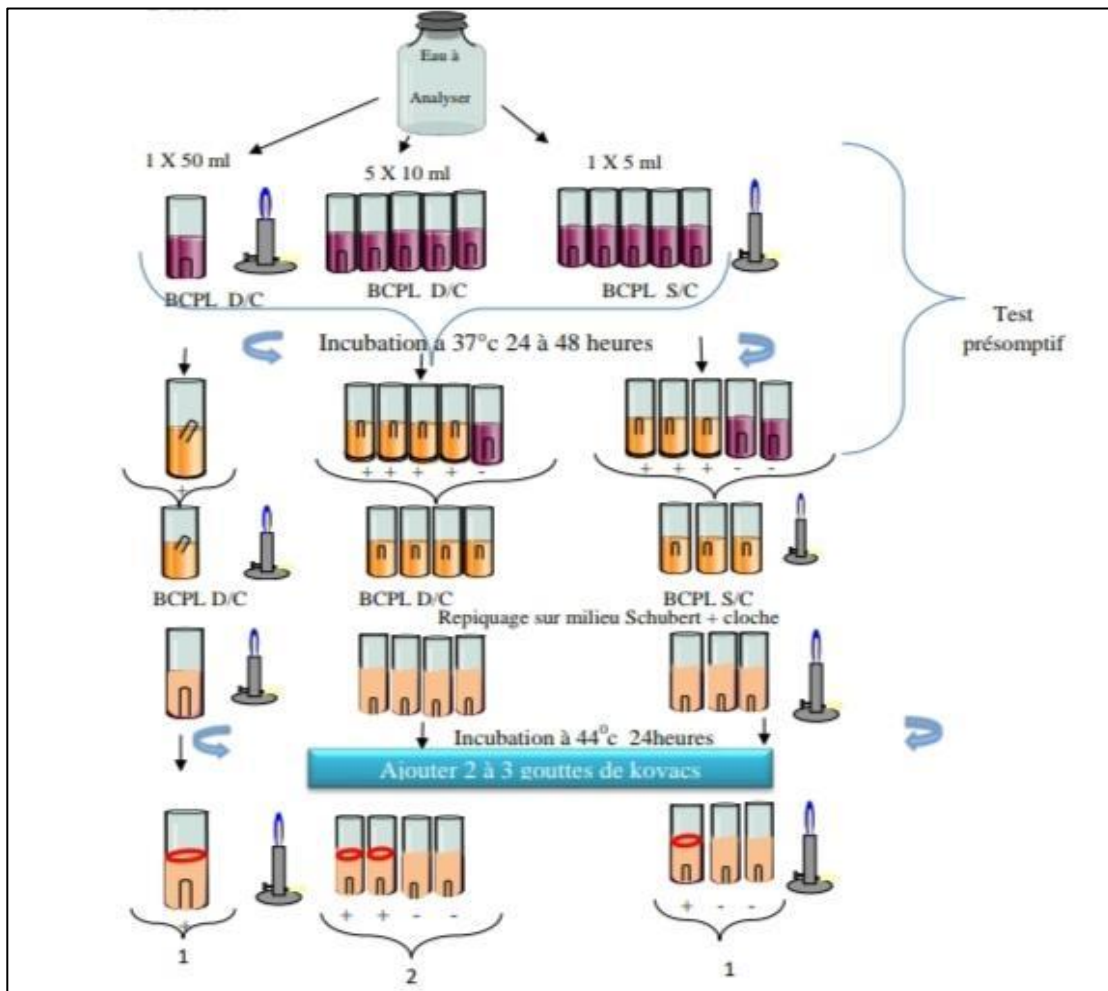 Eau à
Analyser
1 X 50 ml
5 X 10 ml
1 X 5 ml
BCPL D/C
BCPL D/C
BCPL S/C
Test
présomptif
Incubation à 37°c 24 à 48 heures
+
+ + + + -
+ + + - -
BCPL D/C
BCPL D/C
BCPL S/C
Repiquage sur milieu Schubert + cloche
Incubation à 44°c 24heures
Ajouter 2 à 3 gouttes de kovacs
+
+ + - -
+ - -
1
2
1